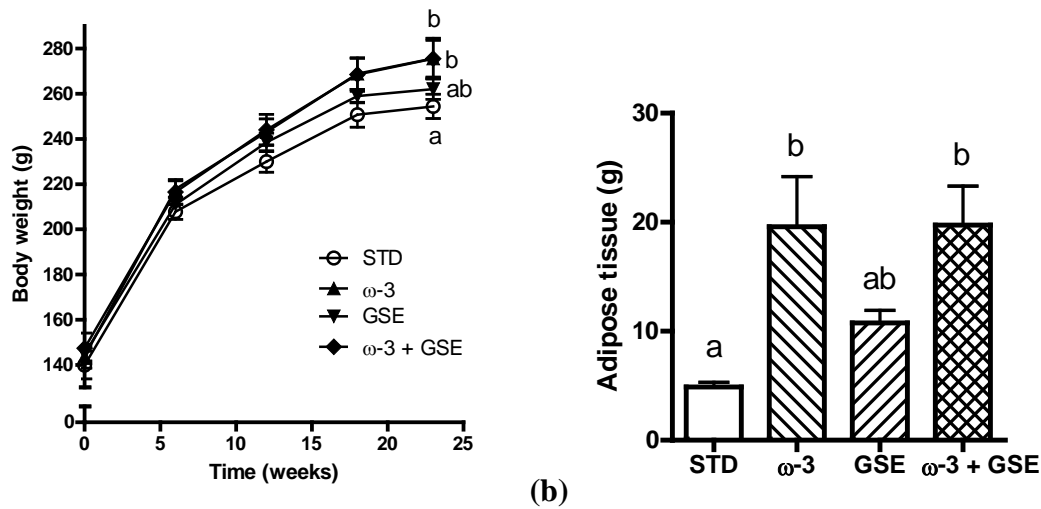 b
280
b
ab
260
a
240
220
200
STD
ω-3
180
GSE
160
ω-3 + GSE
140
0
0 5 10 15 20 25
Body weight (g)
Time (weeks)
30
b
b
20
ab
10
a
0
STD ω-3 GSE ω-3 + GSE
Adipose tissue (g)
(b)